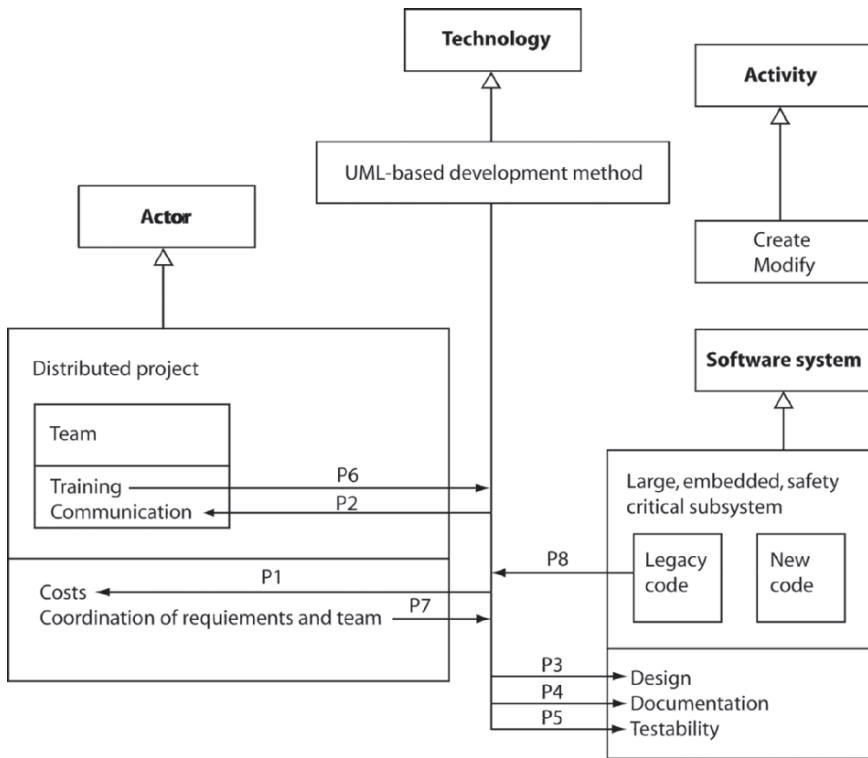 Technology
Activity
UML-based development method
Actor
Create
Modify
Distributed project
Software system
Team
Training
P6
Communication
P2
Large, embedded, safety
critical subsystem
P8
Legacy
code
New
code
P1
Costs
Coordination of requiements and team
P7
P3
Design
P4
Documentation
P5
Testability